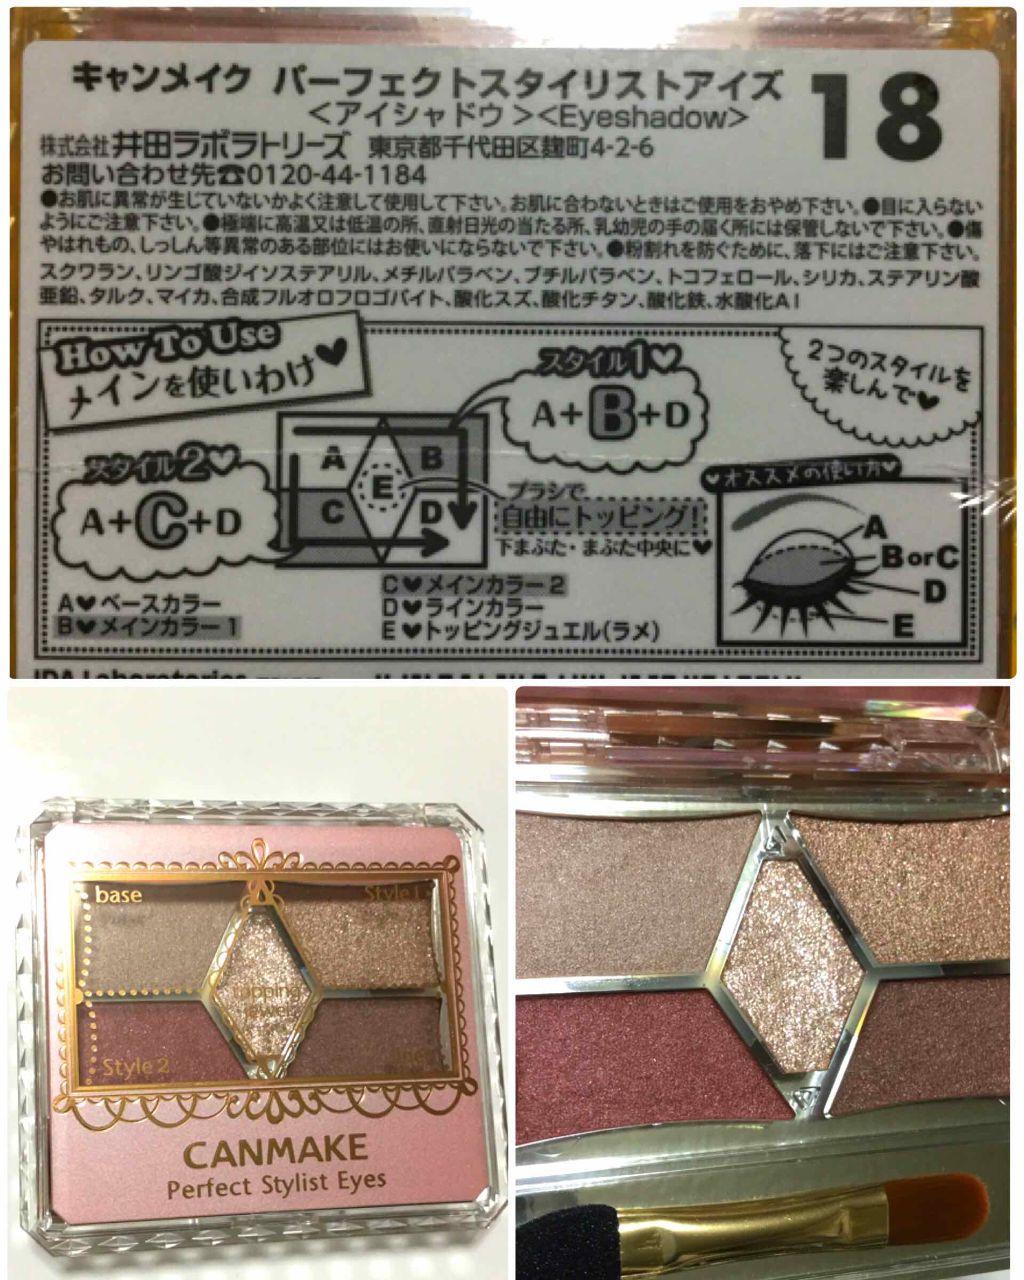 キャンメイク パーフェクトスタイリストアイズ
18
<アイシャドウ><Eyeshadow>
株式会社井田ラボラトリーズ 東京都千代田区麹町4-2-6
お問い合わせ先☎0120-44-1184
●お肌に異常が生じていないかよく注意して使用して下さい。お肌に合わないときはご使用をおやめ下さい。●目に入らない
ようにご注意下さい。●極端に高温又は低温の所、直射日光の当たる所、乳幼児の手の届く所には保管しないで下さい。●傷
やはれもの、しっしん等異常のある部位にはお使いにならないで下さい。●粉割れを防ぐために、落下にはご注意下さい。
スクワラン、リンゴ酸ジイソステアリル、メチルパラベン、ブチルパラベン、トコフェロール、シリカ、ステアリン酸
亜鉛、タルク、マイカ、合成フルオロフロゴパイト、酸化スズ、酸化チタン、酸化鉄、水酸化Al
How To Use
メインを使いわけ♥
スタイル1♥
A+B+D
2つのスタイルを
楽しんで♥
スタイル2♥
A+C+D
A
B
E
C
D
ブラシで
自由にトッピング!
下まぶた・まぶた中央に♥
♥オススメの使い方♥
A
B or C
D
E
A♥ベースカラー
B♥メインカラー1
C♥メインカラー2
D♥ラインカラー
E♥トッピングジュエル(ラメ)
IDA Laboratories
base
Style1
Style2
CANMAKE
Perfect Stylist Eyes